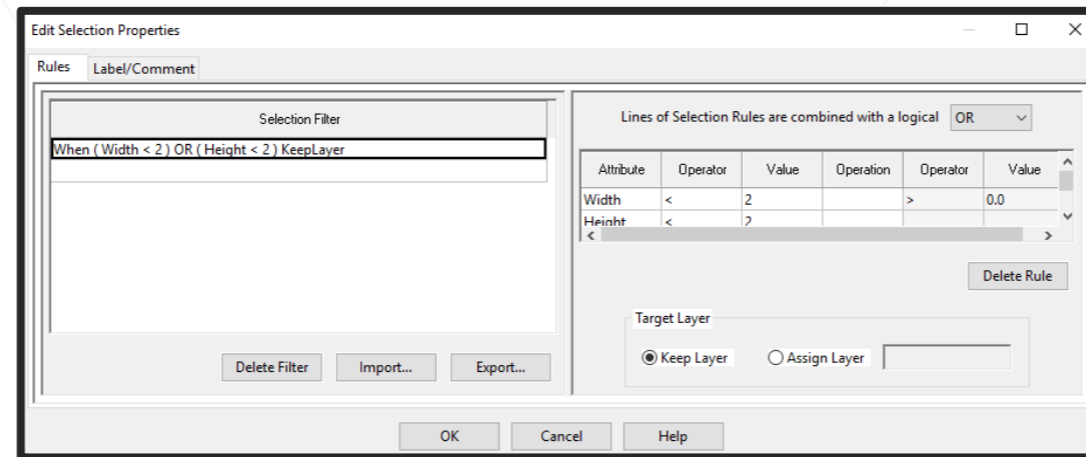 Edit Selection Properties
Rules Label/Comment
Selection Filter
When ( Width < 2 ) OR ( Height < 2 ) KeepLayer
Delete Filter Import... Export...
Lines of Selection Rules are combined with a logical OR
Attribute Operator Value Operation Operator Value
Width < 2 > 0.0
Height < 2
Delete Rule
Target Layer
Keep Layer Assign Layer
OK Cancel Help